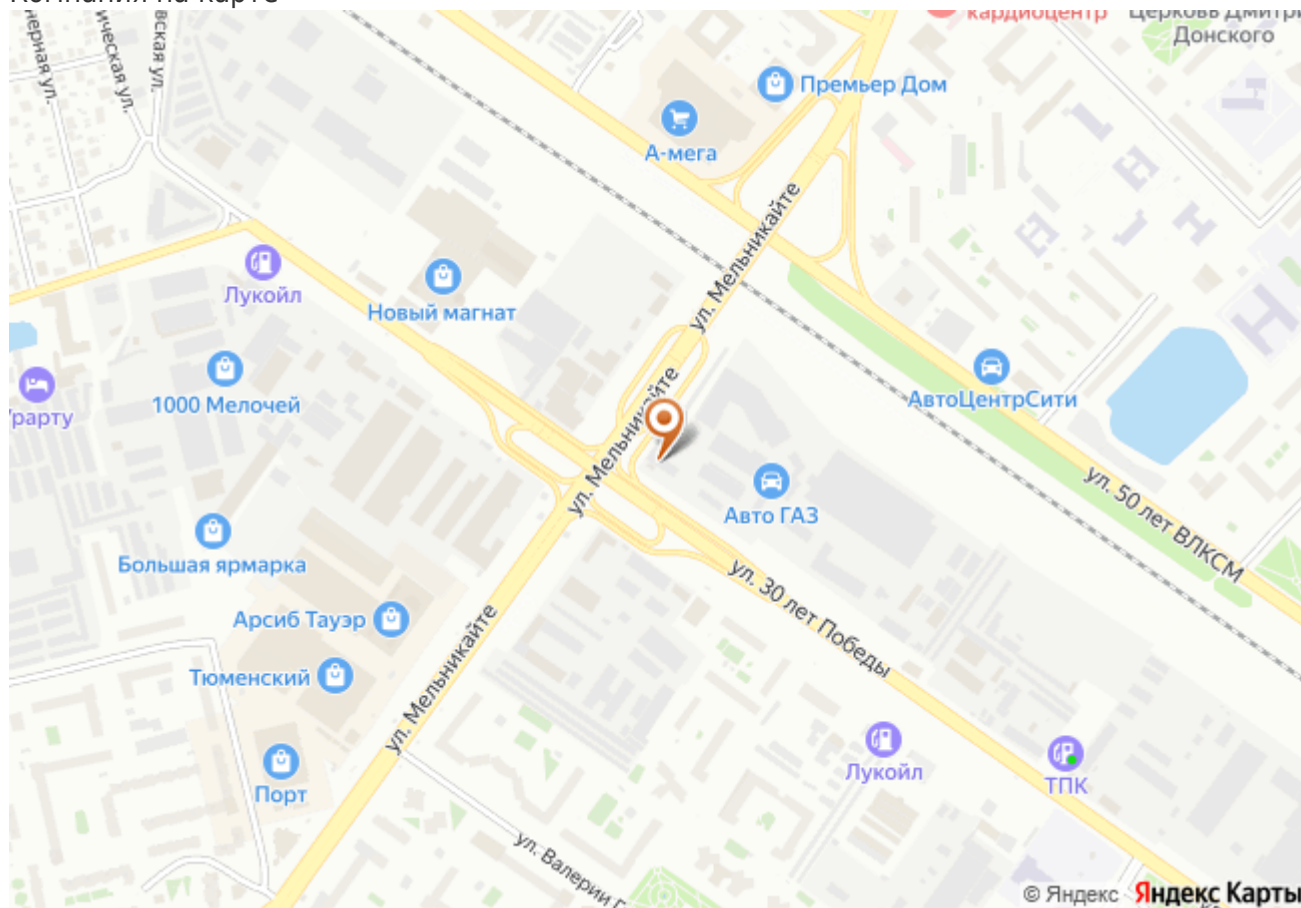 кардиоцентр
Донского
Премьер Дом
А-мега
ул. Мельникайте
Лукойл
Новый магнат
1000 Мелочей
ул. Мельникайте
АвтоЦентрСити
Авто ГАЗ
ул. 50 лет ВЛКСМ
Большая ярмарка
ул. 30 лет Победы
Арсиб Тауэр
Тюменский
ул. Мельникайте
Лукойл
ТПК
Порт
ул. Валерии
© Яндекс Яндекс Карты